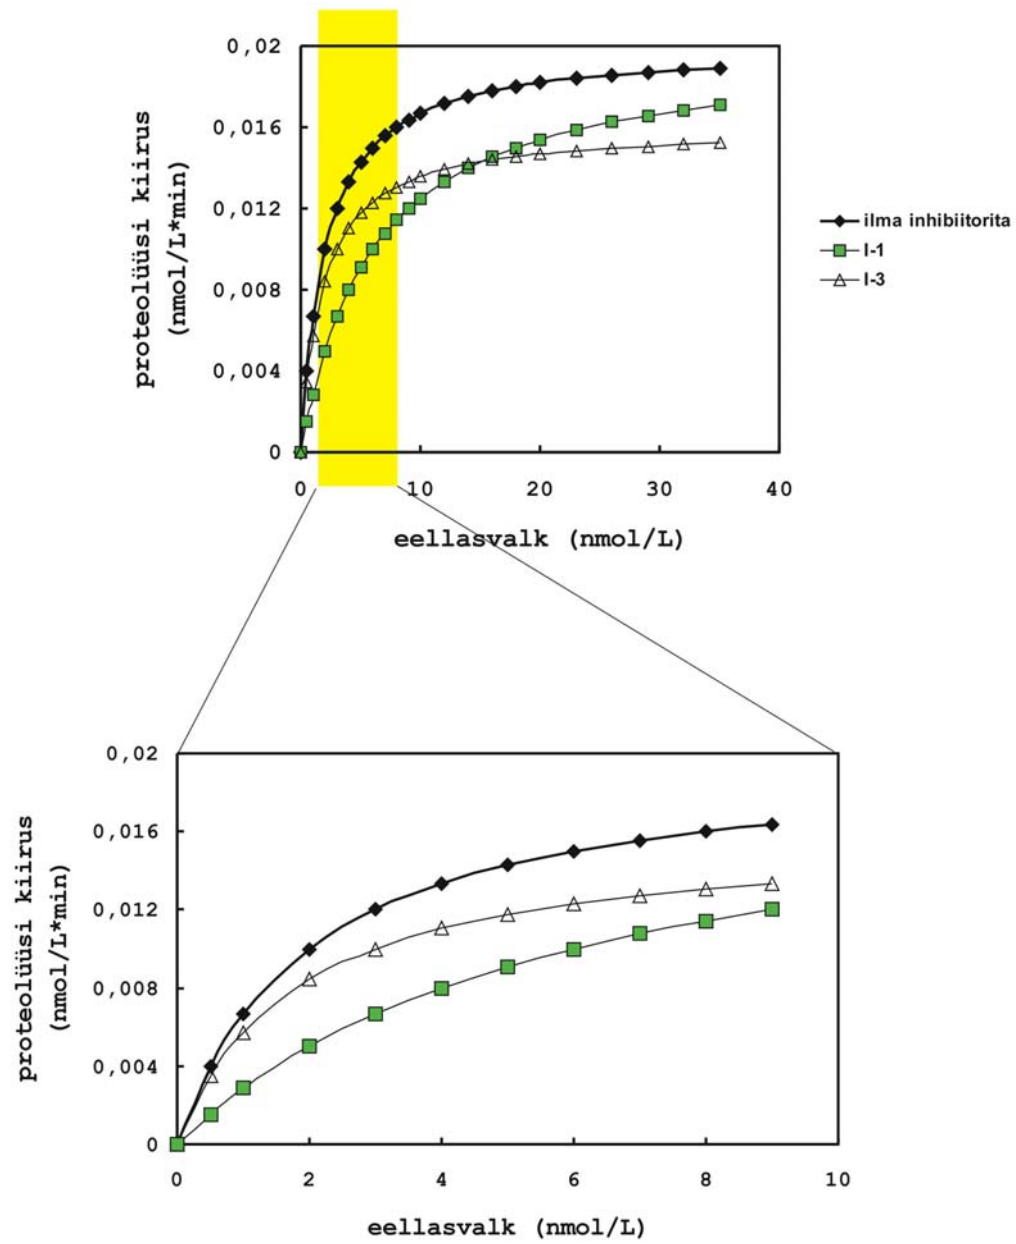 0,02
0,016
0,012
0,008
0,004
0
proteolüüsi kiirus
(nmol/L*min)
0 10 20 30 40
eellasvalk (nmol/L)
ilma inhibiitorita
I-1
I-3
0,02
0,016
0,012
0,008
0,004
0
proteolüüsi kiirus
(nmol/L*min)
0 2 4 6 8 10
eellasvalk (nmol/L)